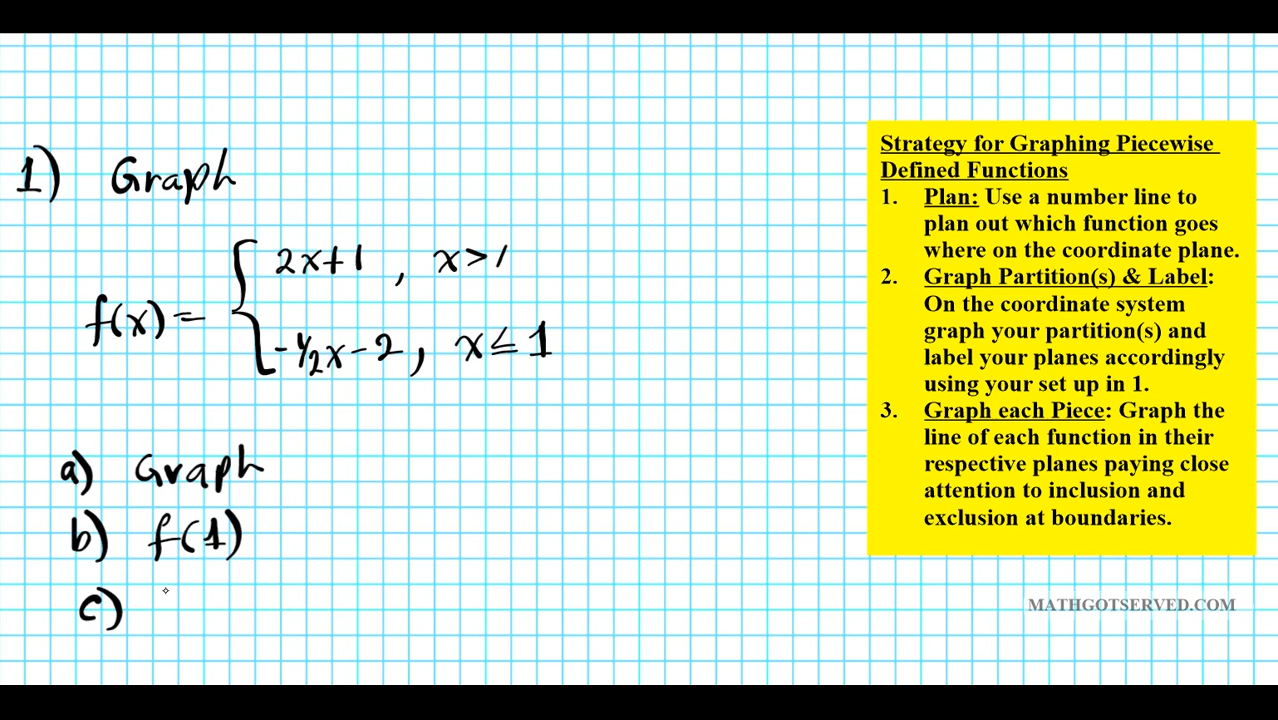 1) Graph
f(x) = { 2x+1 , x>1
-1/2x-2, x≤1
a) Graph
b) f(1)
c)
Strategy for Graphing Piecewise
Defined Functions
1. Plan: Use a number line to
plan out which function goes
where on the coordinate plane.
2. Graph Partition(s) & Label:
On the coordinate system
graph your partition(s) and
label your planes accordingly
using your set up in 1.
3. Graph each Piece: Graph the
line of each function in their
respective planes paying close
attention to inclusion and
exclusion at boundaries.
MATHGOTSERVED.COM